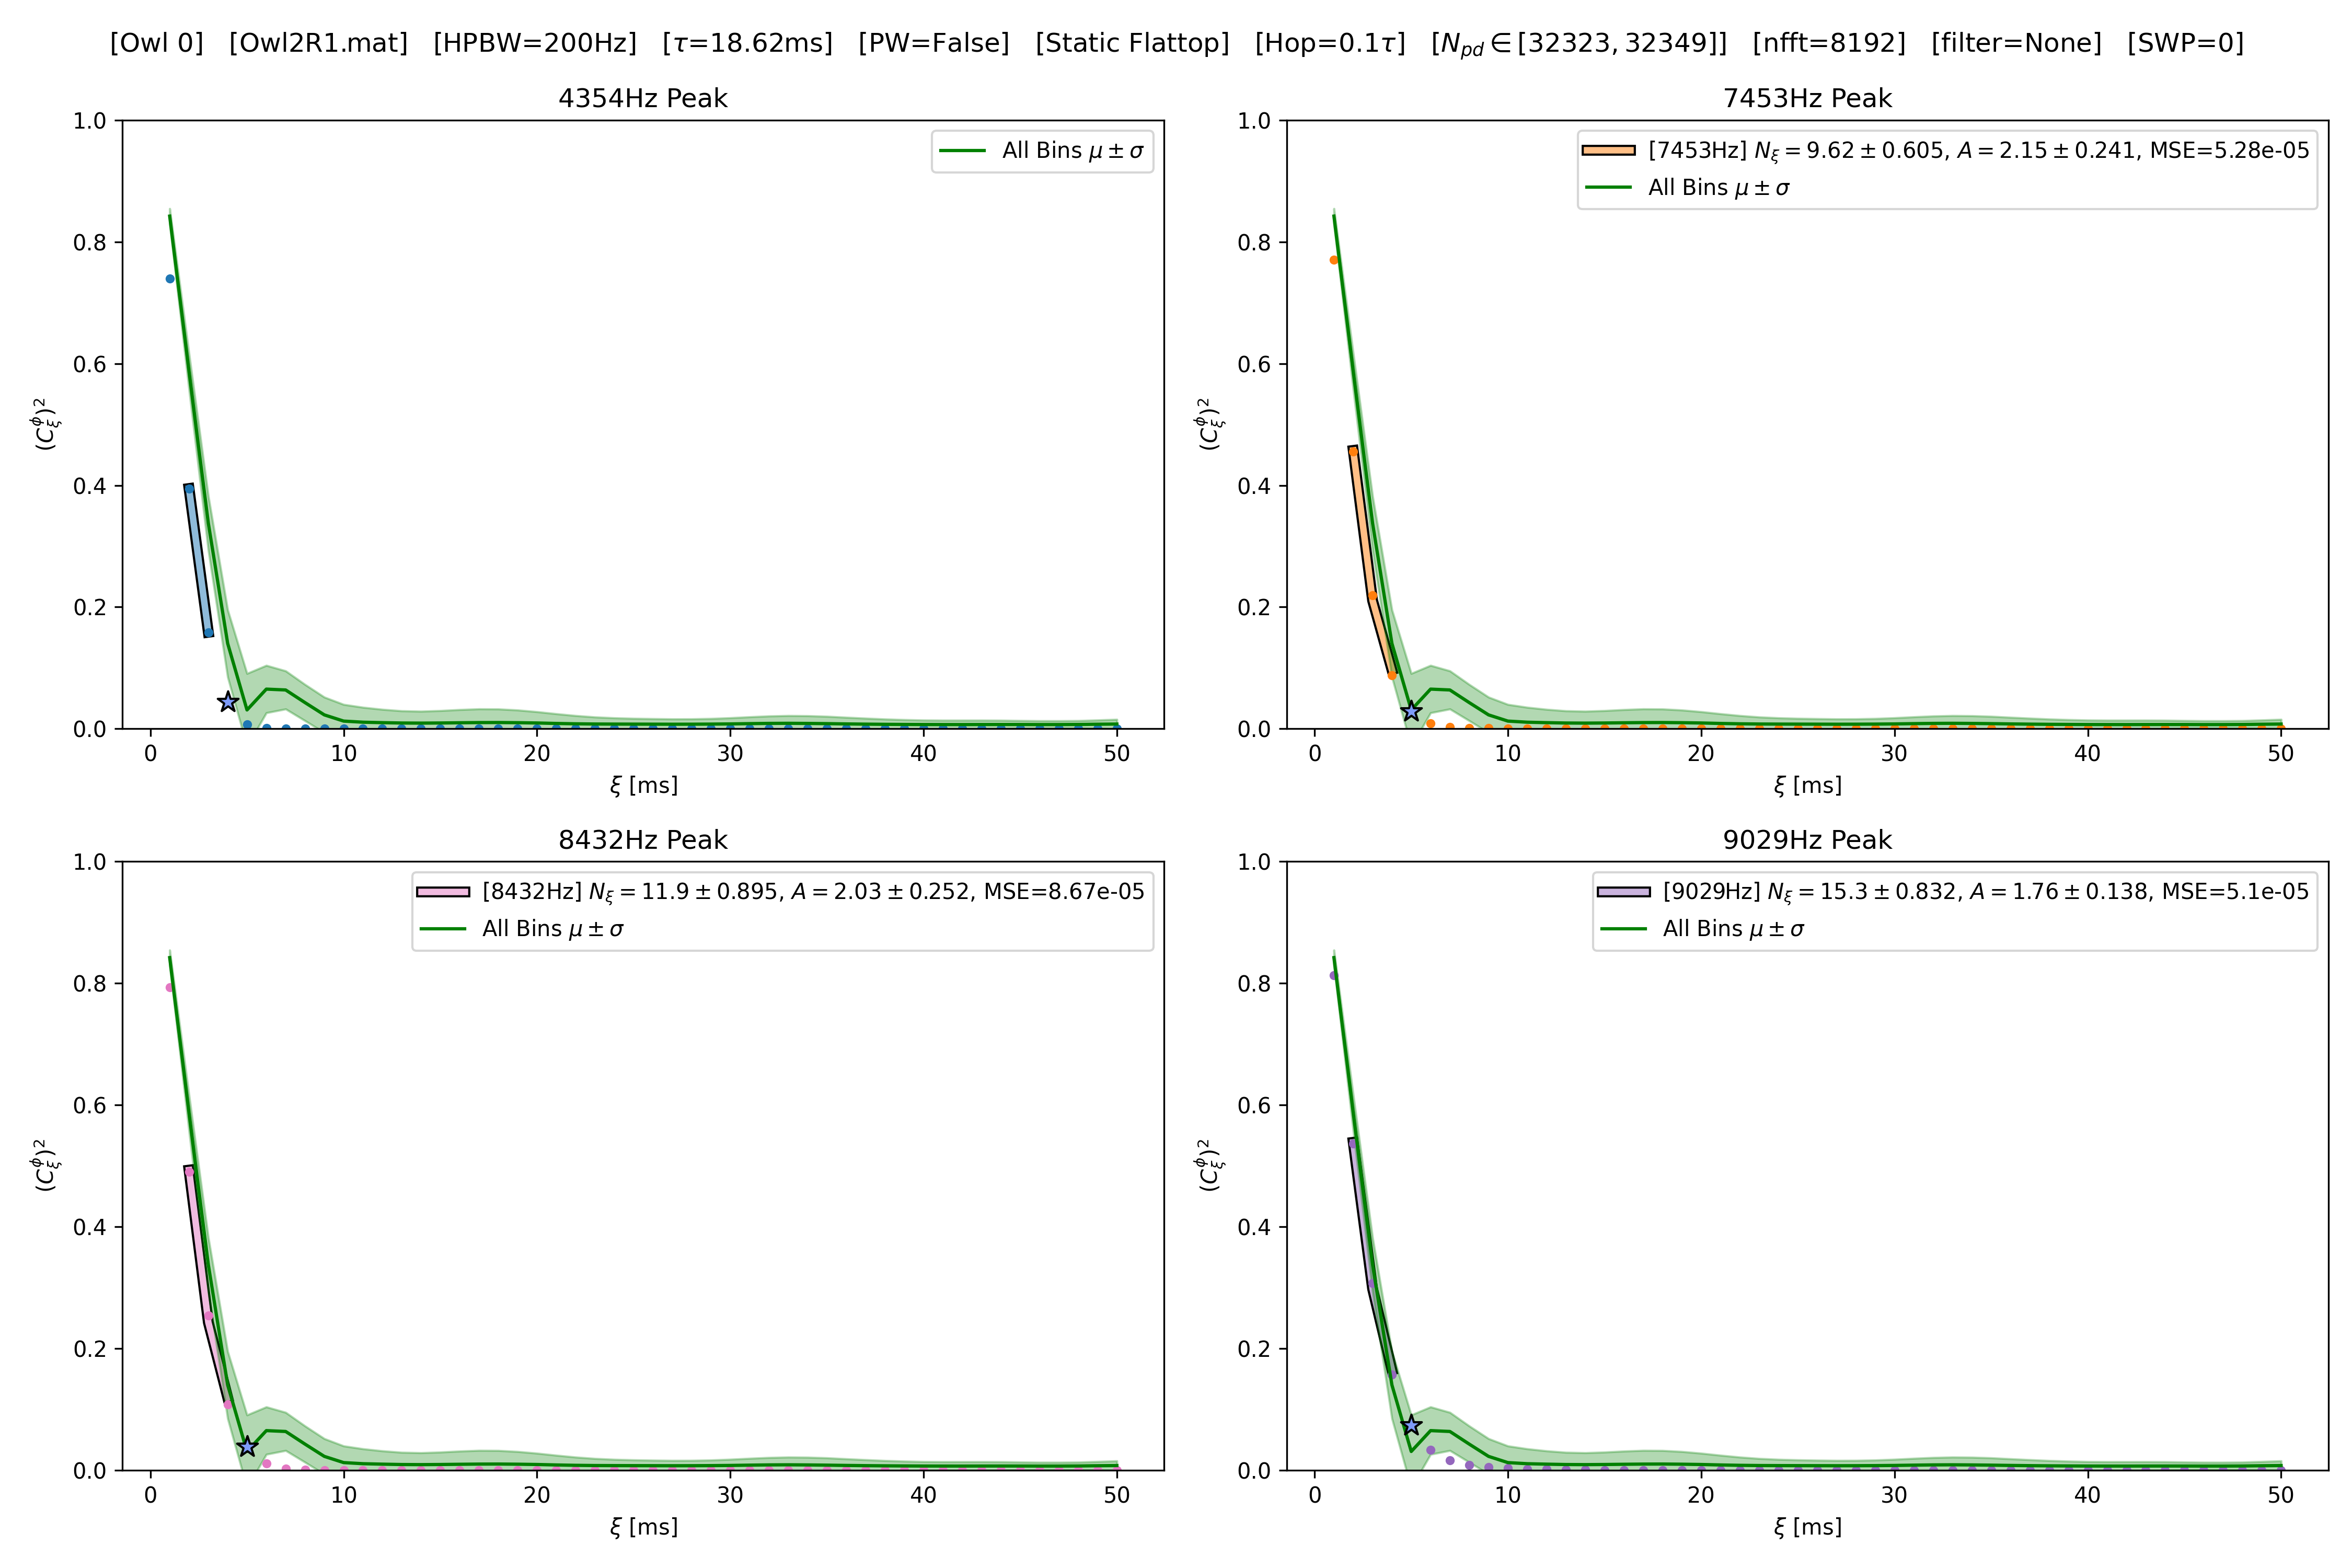 [Owl 0] [Owl2R1.mat] [HPBW=200Hz] [τ=18.62ms] [PW=False] [Static Flattop] [Hop=0.1τ] [N_pd ∈ [32323, 32349]] [nfft=8192] [filter=None] [SWP=0]
4354Hz Peak
1.0
0.8
0.6
0.4
0.2
0.0
(C_ξ^ϕ)²
All Bins μ ± σ
0 10 20 30 40 50
ξ [ms]
7453Hz Peak
1.0
0.8
0.6
0.4
0.2
0.0
(C_ξ^ϕ)²
[7453Hz] N_ξ = 9.62 ± 0.605, A = 2.15 ± 0.241, MSE=5.28e-05
All Bins μ ± σ
0 10 20 30 40 50
ξ [ms]
8432Hz Peak
1.0
0.8
0.6
0.4
0.2
0.0
(C_ξ^ϕ)²
[8432Hz] N_ξ = 11.9 ± 0.895, A = 2.03 ± 0.252, MSE=8.67e-05
All Bins μ ± σ
0 10 20 30 40 50
ξ [ms]
9029Hz Peak
1.0
0.8
0.6
0.4
0.2
0.0
(C_ξ^ϕ)²
[9029Hz] N_ξ = 15.3 ± 0.832, A = 1.76 ± 0.138, MSE=5.1e-05
All Bins μ ± σ
0 10 20 30 40 50
ξ [ms]